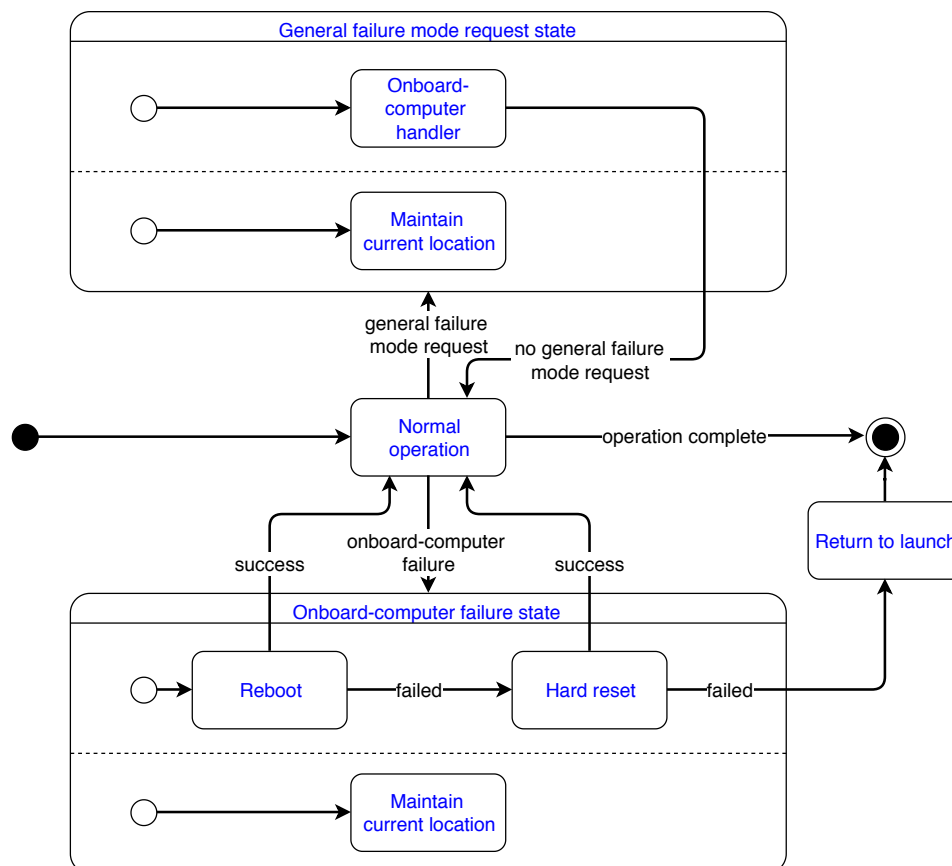 General failure mode request state
Onboard-
computer
handler
Maintain
current location
general failure
mode request
no general failure
mode request
Normal
operation
operation complete
success
onboard-computer
failure
success
Return to launch
Onboard-computer failure state
Reboot
failed
Hard reset
failed
Maintain
current location